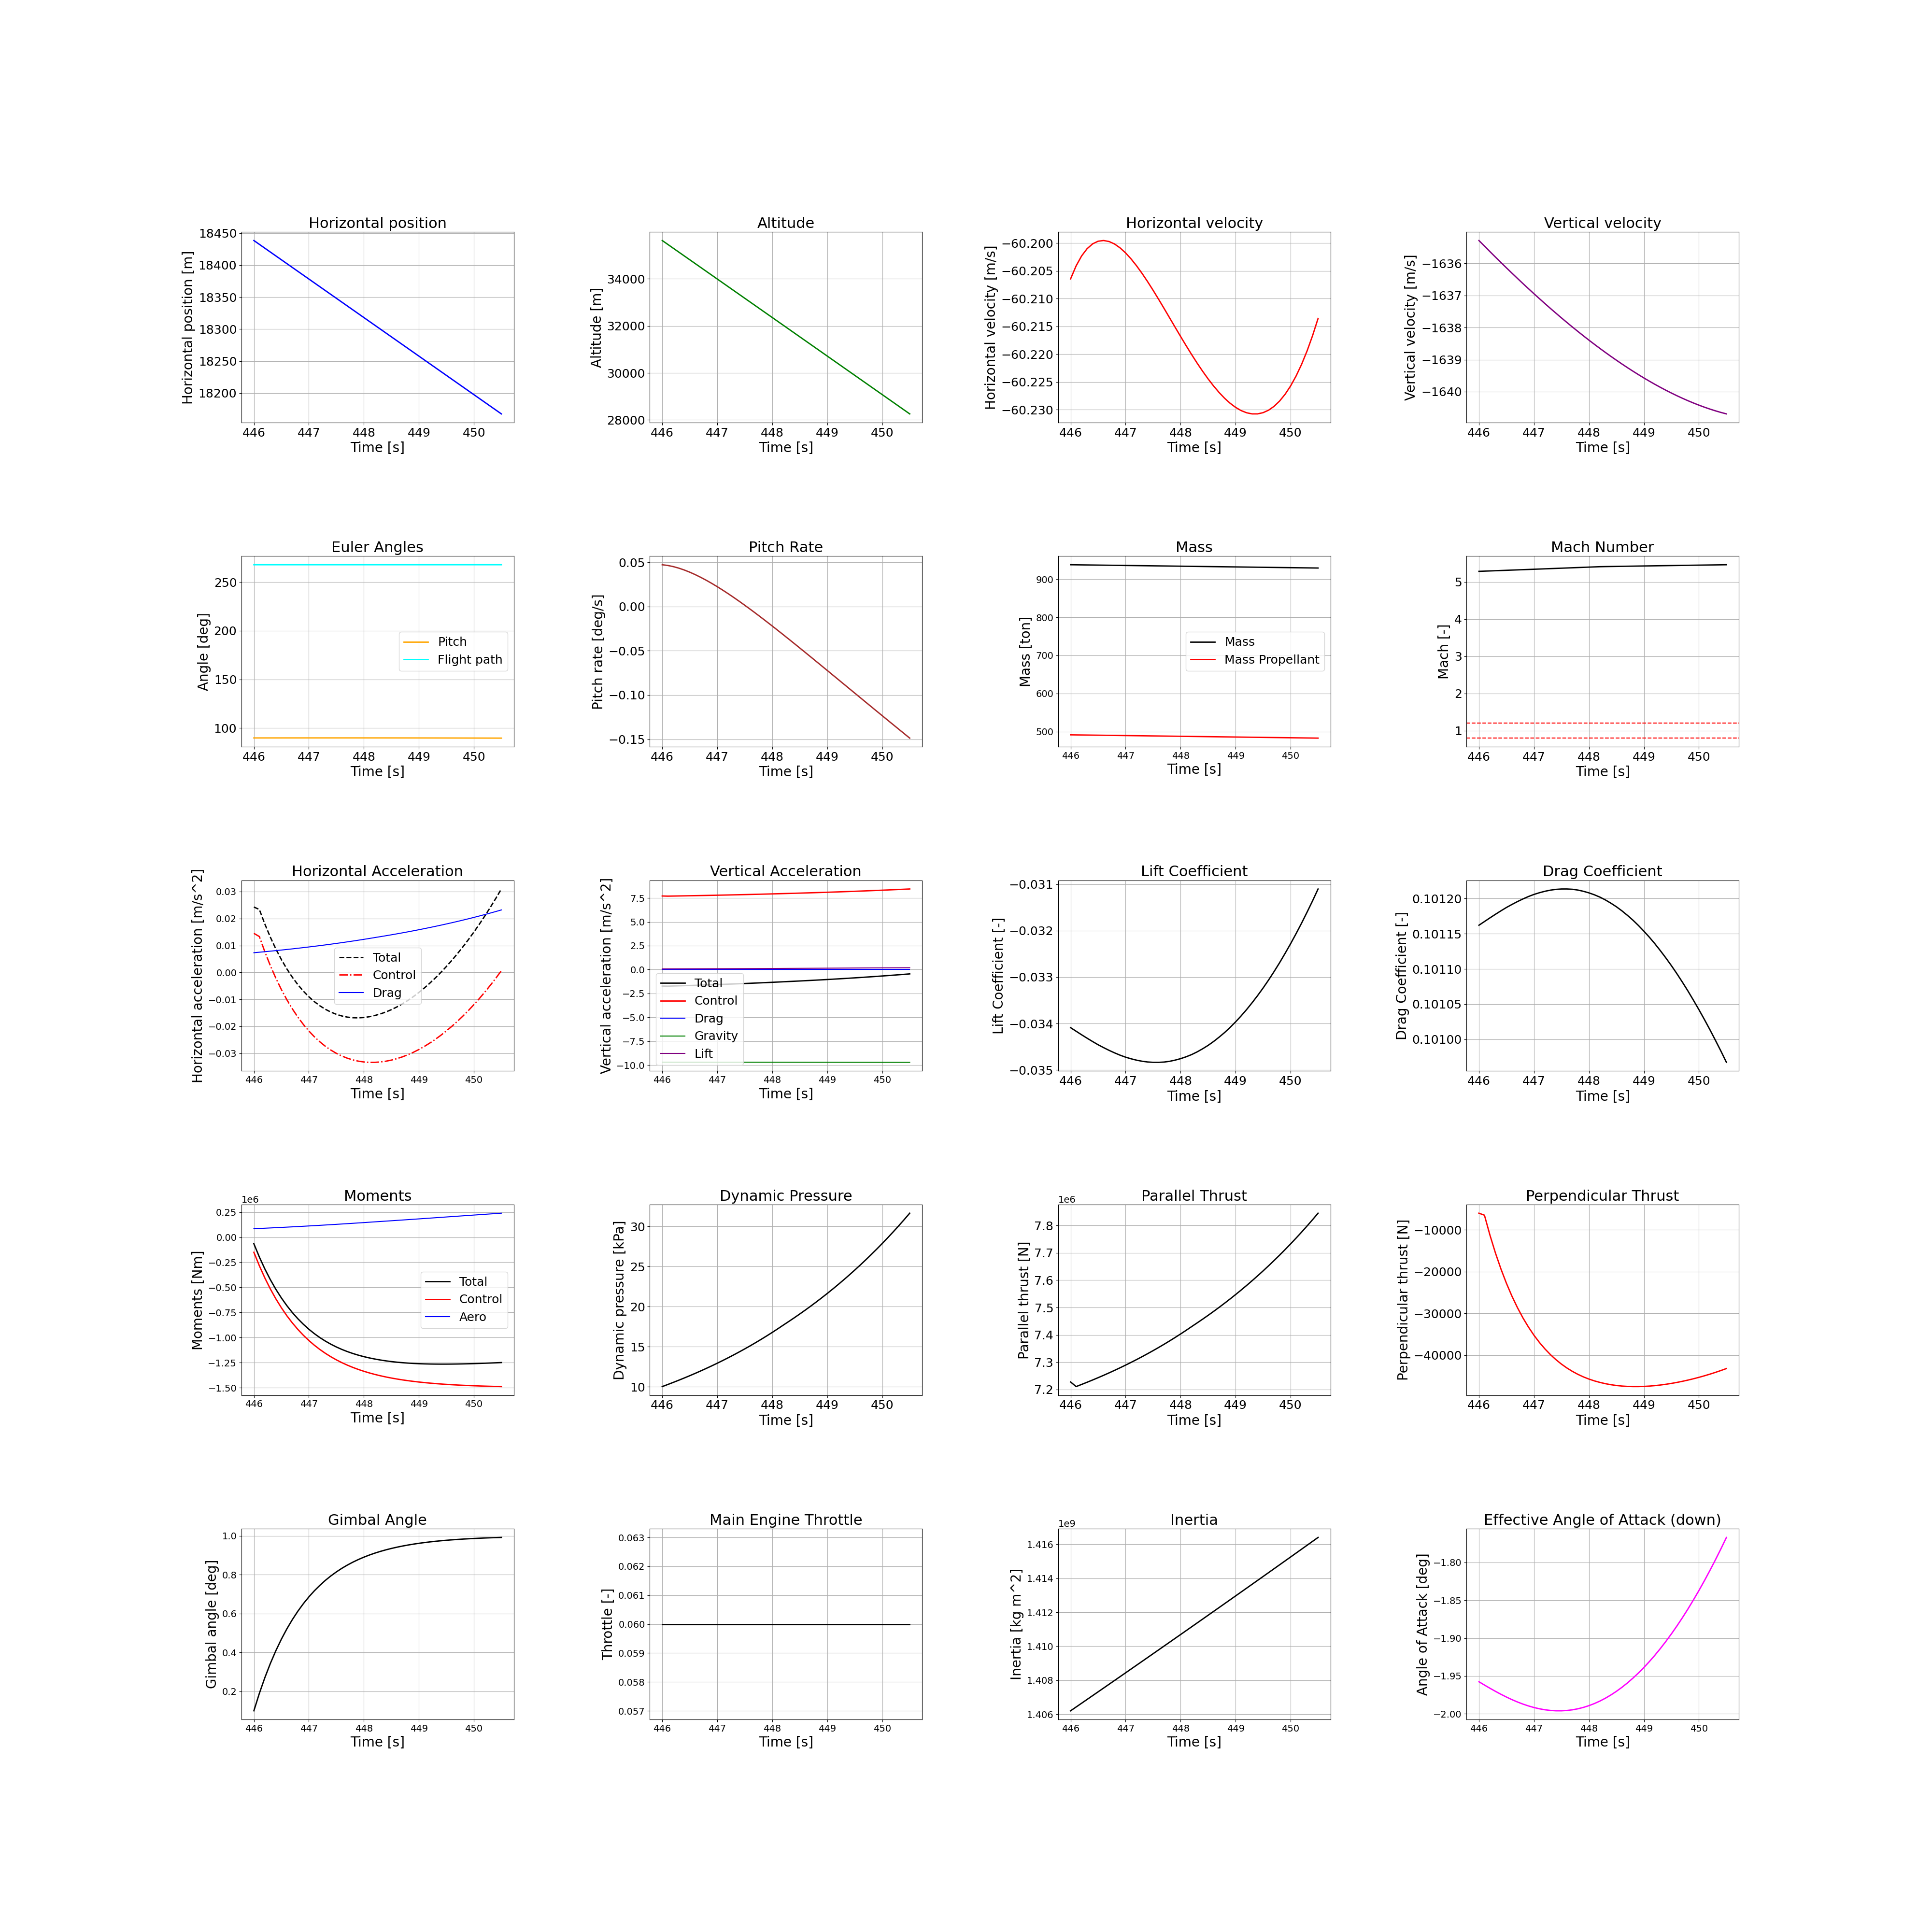 Horizontal position
Horizontal position [m]
18450
18400
18350
18300
18250
18200
446 447 448 449 450
Time [s]
Altitude
Altitude [m]
34000
32000
30000
28000
446 447 448 449 450
Time [s]
Horizontal velocity
Horizontal velocity [m/s]
−60.200
−60.205
−60.210
−60.215
−60.220
−60.225
−60.230
446 447 448 449 450
Time [s]
Vertical velocity
Vertical velocity [m/s]
−1636
−1637
−1638
−1639
−1640
446 447 448 449 450
Time [s]
Euler Angles
Angle [deg]
250
200
150
100
Pitch
Flight path
446 447 448 449 450
Time [s]
Pitch Rate
Pitch rate [deg/s]
0.05
0.00
−0.05
−0.10
−0.15
446 447 448 449 450
Time [s]
Mass
Mass [ton]
900
800
700
600
500
Mass
Mass Propellant
446 447 448 449 450
Time [s]
Mach Number
Mach [-]
5
4
3
2
1
446 447 448 449 450
Time [s]
Horizontal Acceleration
Horizontal acceleration [m/s^2]
0.03
0.02
0.01
0.00
−0.01
−0.02
−0.03
Total
Control
Drag
446 447 448 449 450
Time [s]
Vertical Acceleration
Vertical acceleration [m/s^2]
7.5
5.0
2.5
0.0
−2.5
−5.0
−7.5
−10.0
Total
Control
Drag
Gravity
Lift
446 447 448 449 450
Time [s]
Lift Coefficient
Lift Coefficient [-]
−0.031
−0.032
−0.033
−0.034
−0.035
446 447 448 449 450
Time [s]
Drag Coefficient
Drag Coefficient [-]
0.10120
0.10115
0.10110
0.10105
0.10100
446 447 448 449 450
Time [s]
Moments
1e6
Moments [Nm]
0.25
0.00
−0.25
−0.50
−0.75
−1.00
−1.25
−1.50
Total
Control
Aero
446 447 448 449 450
Time [s]
Dynamic Pressure
Dynamic pressure [kPa]
30
25
20
15
10
446 447 448 449 450
Time [s]
Parallel Thrust
1e6
Parallel thrust [N]
7.8
7.7
7.6
7.5
7.4
7.3
7.2
446 447 448 449 450
Time [s]
Perpendicular Thrust
Perpendicular thrust [N]
−10000
−20000
−30000
−40000
446 447 448 449 450
Time [s]
Gimbal Angle
Gimbal angle [deg]
1.0
0.8
0.6
0.4
0.2
446 447 448 449 450
Time [s]
Main Engine Throttle
Throttle [-]
0.063
0.062
0.061
0.060
0.059
0.058
0.057
446 447 448 449 450
Time [s]
Inertia
1e9
Inertia [kg m^2]
1.416
1.414
1.412
1.410
1.408
1.406
446 447 448 449 450
Time [s]
Effective Angle of Attack (down)
Angle of Attack [deg]
−1.80
−1.85
−1.90
−1.95
−2.00
446 447 448 449 450
Time [s]